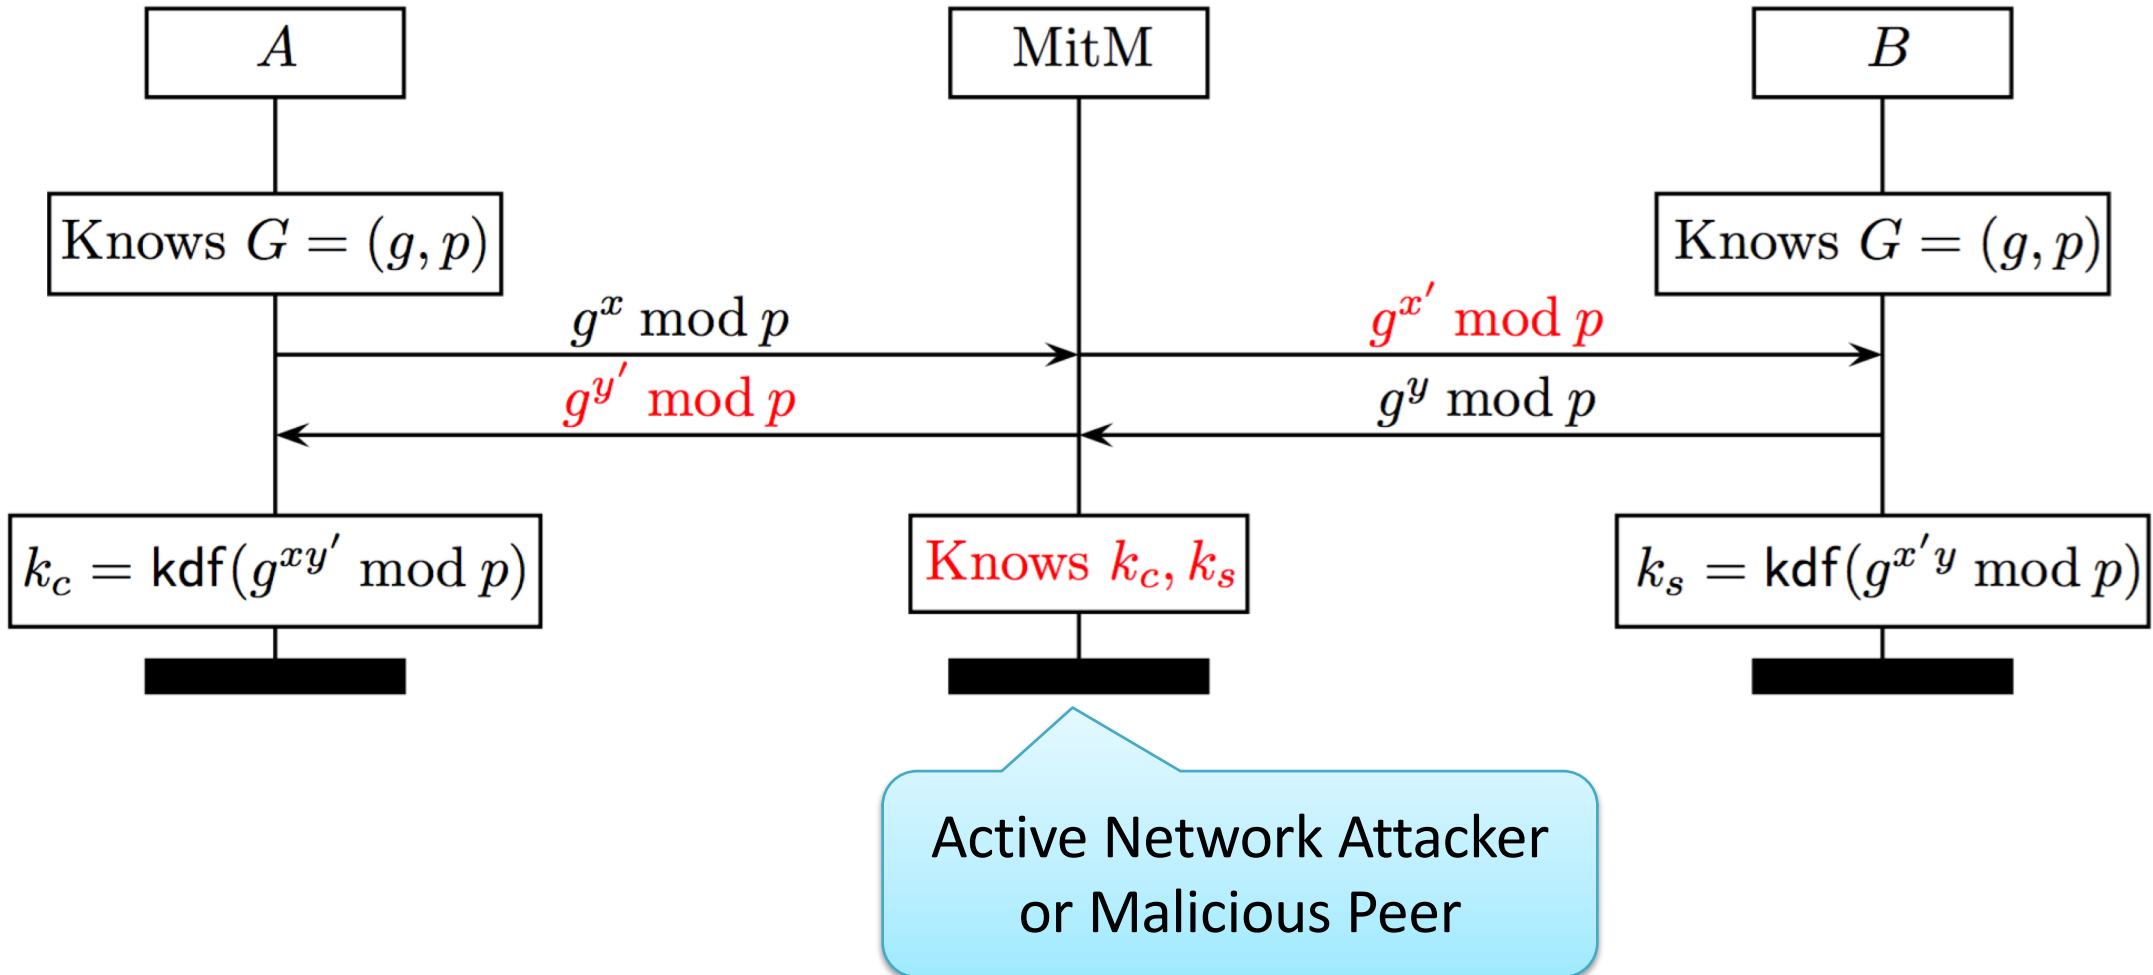 A
MitM
B
Knows G = (g, p)
Knows G = (g, p)
g^x mod p
g^{x'} mod p
g^{y'} mod p
g^y mod p
k_c = kdf(g^{xy'} mod p)
Knows k_c, k_s
k_s = kdf(g^{x'y} mod p)
Active Network Attacker
or Malicious Peer